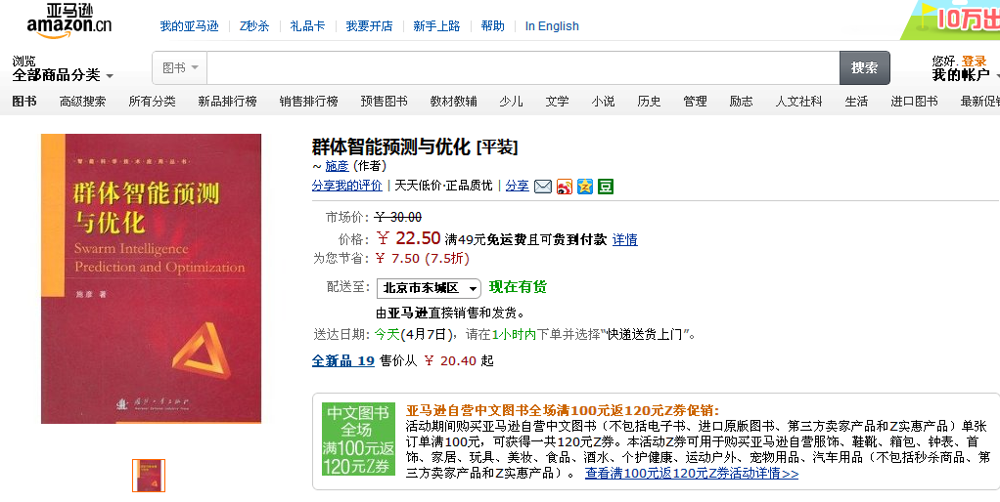 亚马逊
amazon.cn
我的亚马逊 Z秒杀 礼品卡 我要开店 新手上路 帮助 In English
10万出
浏览
全部商品分类
图书
搜索
您好. 登录
我的帐户
图书 高级搜索 所有分类 新品排行榜 销售排行榜 预售图书 教材教辅 少儿 文学 小说 历史 管理 励志 人文社科 生活 进口图书 最新促销
智能科学技术应用丛书
群体智能预测
与优化
Swarm Intelligence
Prediction and Optimization
施彦 著
国防工业出版社
群体智能预测与优化 [平装]
~ 施彦 (作者)
分享我的评价 | 天天低价·正品质优 | 分享
豆
市场价: ￥ 30.00
价格: ￥ 22.50 满49元免运费且可货到付款 详情
为您节省: ￥ 7.50 (7.5折)
配送至: 北京市东城区 现在有货
由亚马逊直接销售和发货。
送达日期: 今天(4月7日)，请在1小时内下单并选择“快递送货上门”。
全新品 19 售价从 ￥ 20.40 起
中文图书
全场
满100元返
120元Z券
亚马逊自营中文图书全场满100元返120元Z券促销:
活动期间购买亚马逊自营中文图书（不包括电子书、进口原版图书、第三方卖家产品和Z实惠产品）单张
订单满100元，可获得一共120元Z券。本活动Z券可用于购买亚马逊自营服饰、鞋靴、箱包、钟表、首
饰、家居、玩具、美妆、食品、酒水、个护健康、运动户外、宠物用品、汽车用品（不包括秒杀商品、第
三方卖家产品和Z实惠产品）。 查看满100元返120元Z券活动详情>>